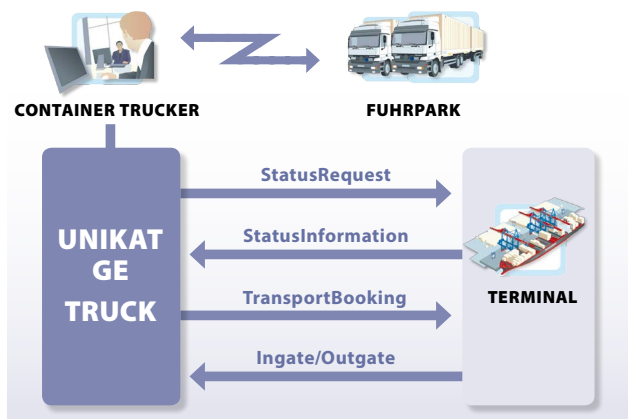 CONTAINER TRUCKER
FUHRPARK
UNIKAT
GE
TRUCK
StatusRequest
StatusInformation
TransportBooking
Ingate/Outgate
TERMINAL